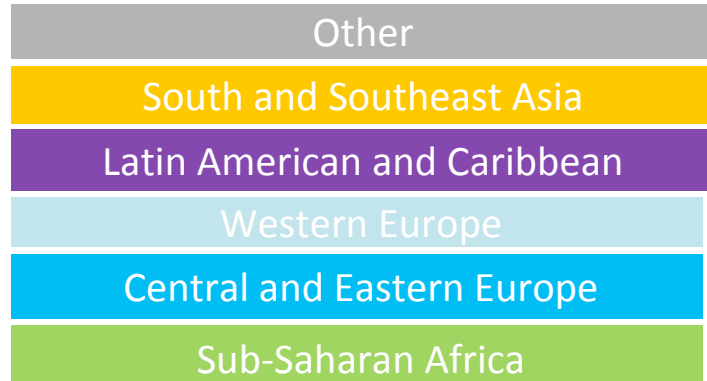 Other
South and Southeast Asia
Latin American and Caribbean
Western Europe
Central and Eastern Europe
Sub-Saharan Africa